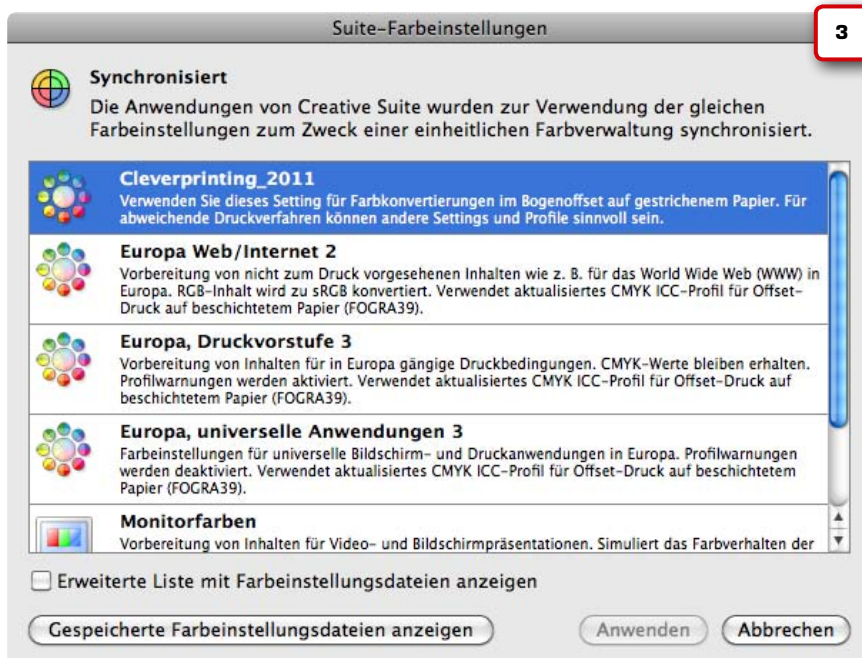 Suite-Farbeinstellungen
3
Synchronisiert
Die Anwendungen von Creative Suite wurden zur Verwendung der gleichen
Farbeinstellungen zum Zweck einer einheitlichen Farbverwaltung synchronisiert.
Cleverprinting_2011
Verwenden Sie dieses Setting für Farbkonvertierungen im Bogenoffset auf gestrichenem Papier. Für
abweichende Druckverfahren können andere Settings und Profile sinnvoll sein.
Europa Web/Internet 2
Vorbereitung von nicht zum Druck vorgesehenen Inhalten wie z. B. für das World Wide Web (WWW) in
Europa. RGB-Inhalt wird zu sRGB konvertiert. Verwendet aktualisiertes CMYK ICC-Profil für Offset-
Druck auf beschichtetem Papier (FOGRA39).
Europa, Druckvorstufe 3
Vorbereitung von Inhalten für in Europa gängige Druckbedingungen. CMYK-Werte bleiben erhalten.
Profilwarnungen werden aktiviert. Verwendet aktualisiertes CMYK ICC-Profil für Offset-Druck auf
beschichtetem Papier (FOGRA39).
Europa, universelle Anwendungen 3
Farbeinstellungen für universelle Bildschirm- und Druckanwendungen in Europa. Profilwarnungen
werden deaktiviert. Verwendet aktualisiertes CMYK ICC-Profil für Offset-Druck auf beschichtetem
Papier (FOGRA39).
Monitorfarben
Vorbereitung von Inhalten für Video- und Bildschirmpräsentationen. Simuliert das Farbverhalten der
Erweiterte Liste mit Farbeinstellungsdateien anzeigen
Gespeicherte Farbeinstellungsdateien anzeigen
Anwenden
Abbrechen